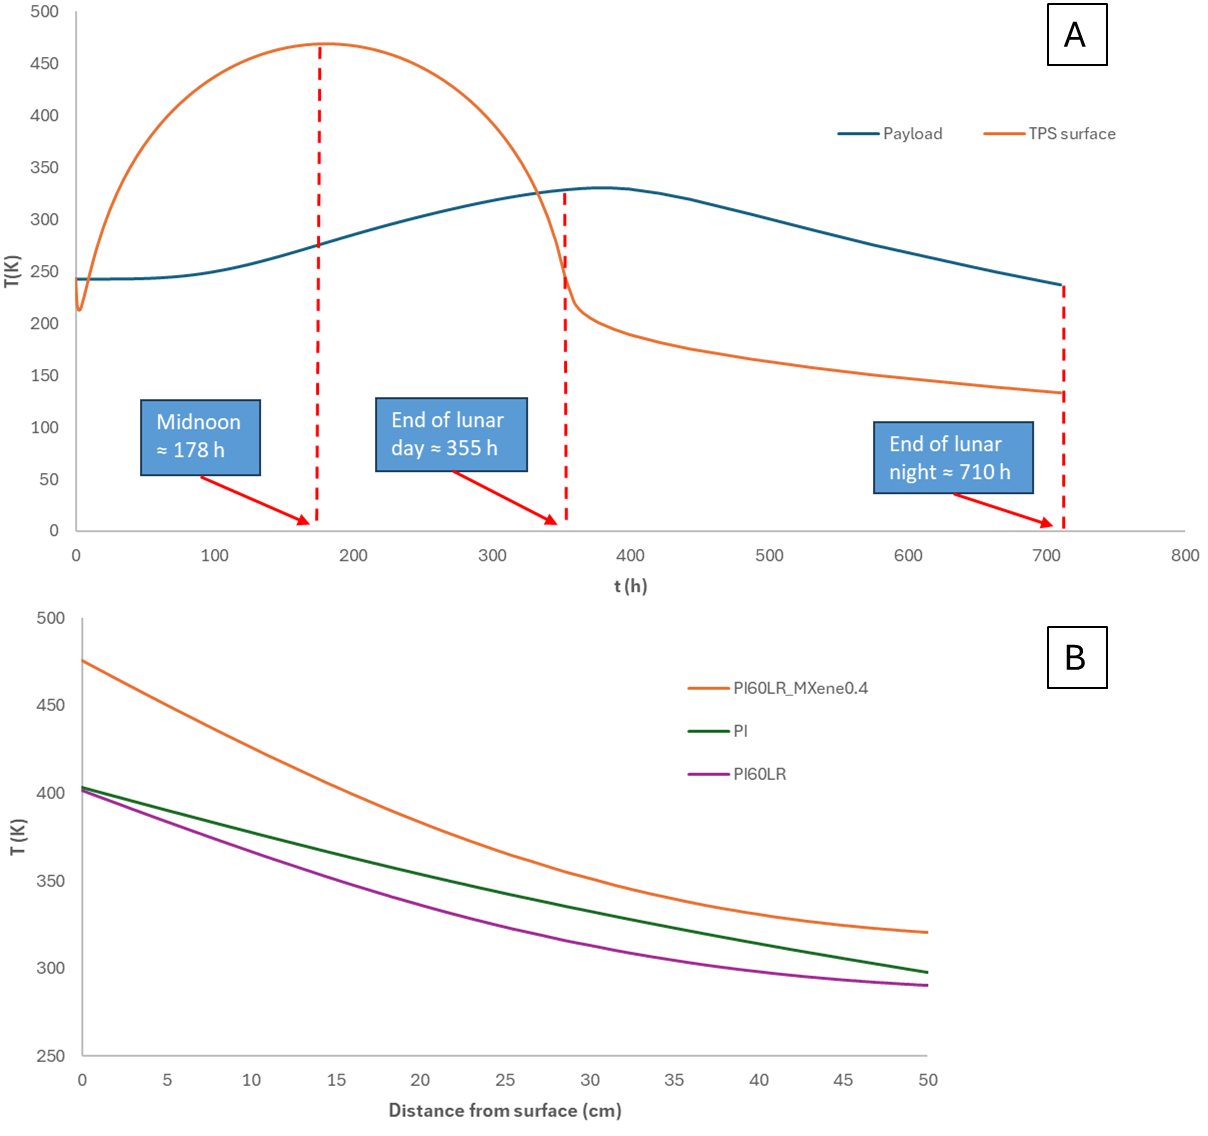 A
500
450
400
350
300
250
200
150
100
50
0
T(K)
Payload
TPS surface
Midnoon
≈ 178 h
End of lunar
day ≈ 355 h
End of lunar
night ≈ 710 h
0 100 200 300 400 500 600 700 800
t (h)
B
500
450
400
350
300
250
T (K)
PI60LR_MXene0.4
PI
PI60LR
0 5 10 15 20 25 30 35 40 45 50
Distance from surface (cm)